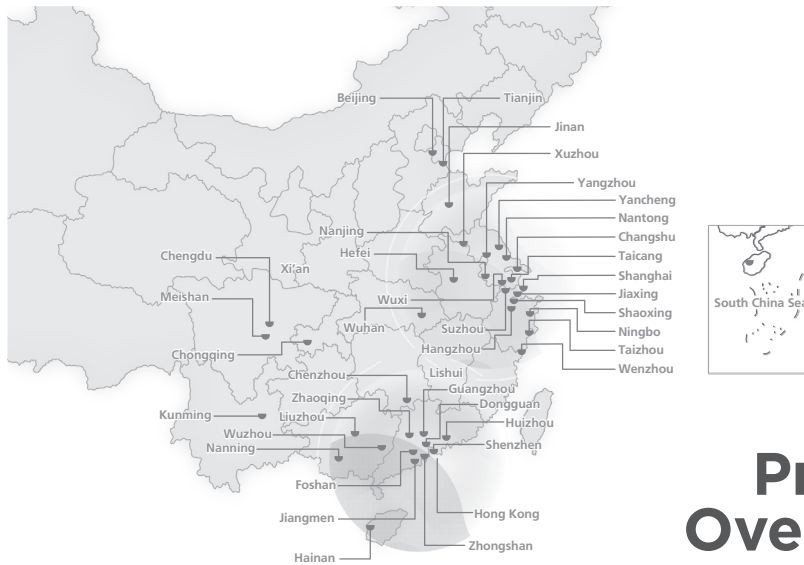 Beijing
Tianjin
Jinan
Xuzhou
Yangzhou
Yancheng
Nantong
Changshu
Taicang
Shanghai
Jiaxing
Shaoxing
Ningbo
Taizhou
Wenzhou
Nanjing
Hefei
Chengdu
Xi'an
Meishan
Wuxi
Wuhan
Suzhou
Hangzhou
Chongqing
Lishui
Chenzhou
Guangzhou
Zhaoqing
Dongguan
Kunming
Liuzhou
Huizhou
Wuzhou
Shenzhen
Nanning
Foshan
Jiangmen
Hong Kong
Zhongshan
Hainan
South China Sea
Pr
Ove